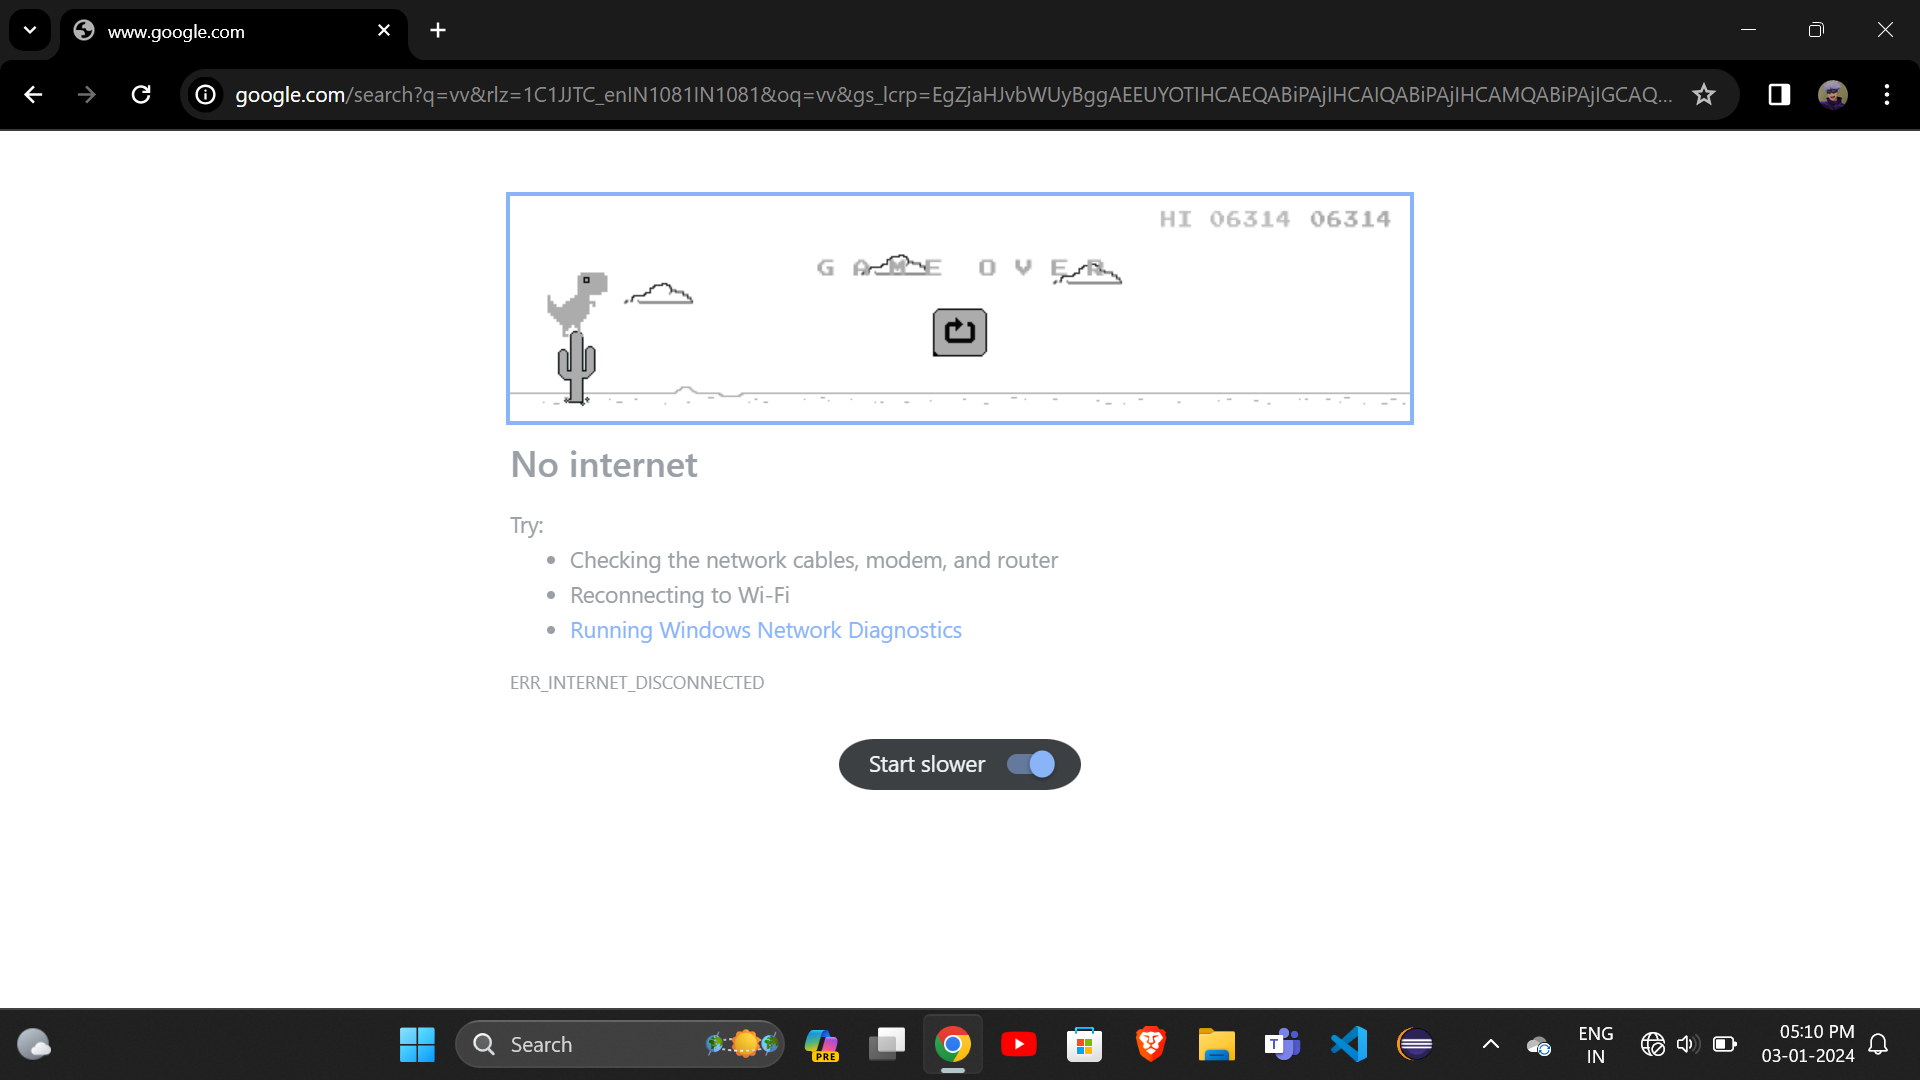 www.google.com
google.com/search?q=vv&rlz=1C1JJTC_enIN1081IN1081&oq=vv&gs_lcrp=EgZjaHJvbWUyBggAEEUYOTIHCAEQABiPAjIHCAIQABiPAjIHCAMQABiPAjIGCAQ...
HI 06314 06314
GAME OVER
No internet
Try:
• Checking the network cables, modem, and router
• Reconnecting to Wi-Fi
• Running Windows Network Diagnostics
ERR_INTERNET_DISCONNECTED
Start slower
Search
PRE
T
ENG
IN
05:10 PM
03-01-2024